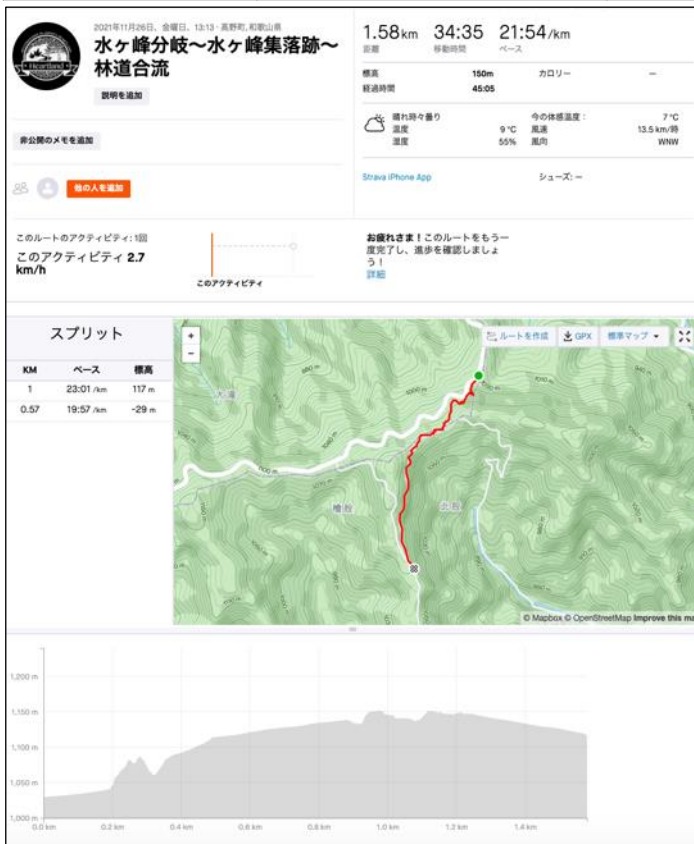 2021年11月26日、金曜日、13:13・高野町, 和歌山県
水ヶ峰分岐〜水ヶ峰集落跡〜
林道合流
説明を追加
非公開のメモを追加
他の人を追加
1.58km 34:35 21:54/km
距離 移動時間 ペース
標高 150m カロリー —
経過時間 45:05
晴れ時々曇り 今の体感温度: 7℃
温度 9℃ 風速 13.5 km/時
湿度 55% 風向 WNW
Strava iPhone App シューズ: —
このルートのアクティビティ: 1回
このアクティビティ 2.7
km/h
このアクティビティ
お疲れさま!このルートをもう一
度完了し、進歩を確認しましょ
う!
詳細
スプリット
KM ペース 標高
1 23:01 /km 117 m
0.57 19:57 /km -29 m
+
−
ルートを作成 GPX 標準マップ
大滝
檜股
北股
© Mapbox © OpenStreetMap Improve this ma
1,200 m
1,150 m
1,100 m
1,050 m
1,000 m
0.0 km 0.2 km 0.4 km 0.6 km 0.8 km 1.0 km 1.2 km 1.4 km